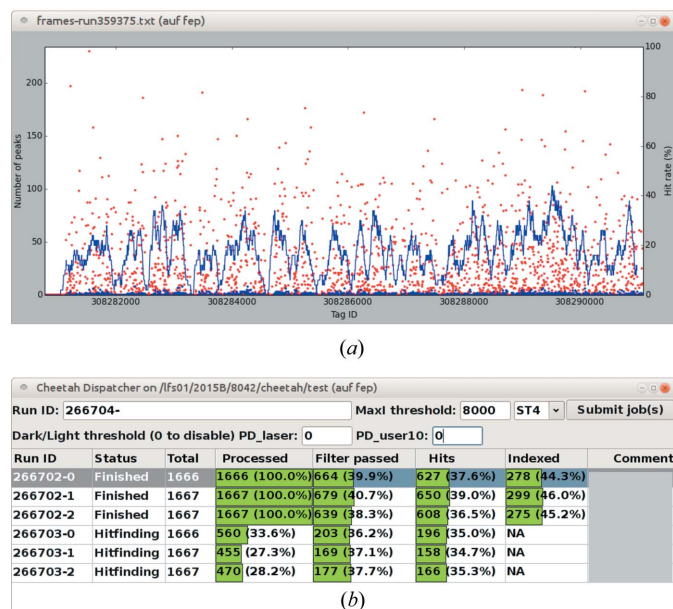 frames-run359375.txt (auf fep)
200
150
100
50
0
Number of peaks
100
80
60
40
20
0
Hit rate (%)
308282000 308284000 308286000 308288000 308290000
Tag ID
(a)
Cheetah Dispatcher on /lfs01/2015B/8042/cheetah/test (auf fep)
Run ID: 266704- MaxI threshold: 8000 ST4 Submit job(s)
Dark/Light threshold (0 to disable) PD_laser: 0 PD_user10: 0
Run ID Status Total Processed Filter passed Hits Indexed Comment
266702-0 Finished 1666 1666 (100.0%) 664 (39.9%) 627 (37.6%) 278 (44.3%)
266702-1 Finished 1667 1667 (100.0%) 679 (40.7%) 650 (39.0%) 299 (46.0%)
266702-2 Finished 1667 1667 (100.0%) 639 (38.3%) 608 (36.5%) 275 (45.2%)
266703-0 Hitfinding 1666 560 (33.6%) 203 (36.2%) 196 (35.0%) NA
266703-1 Hitfinding 1667 455 (27.3%) 169 (37.1%) 158 (34.7%) NA
266703-2 Hitfinding 1667 470 (28.2%) 177 (37.7%) 166 (35.3%) NA
(b)